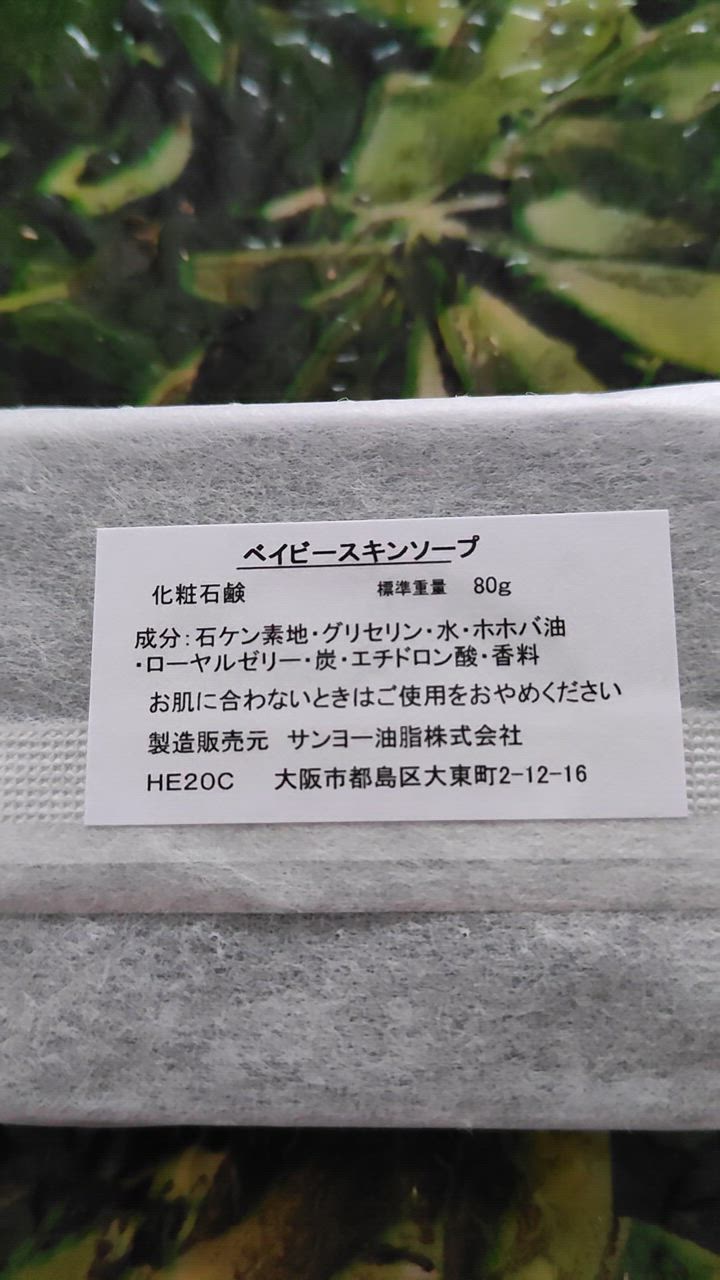 ベイビースキンソープ
化粧石鹸 標準重量 80g
成分:石ケン素地・グリセリン・水・ホホバ油
・ローヤルゼリー・炭・エチドロン酸・香料
お肌に合わないときはご使用をおやめください
製造販売元 サンヨー油脂株式会社
HE20C 大阪市都島区大東町2-12-16